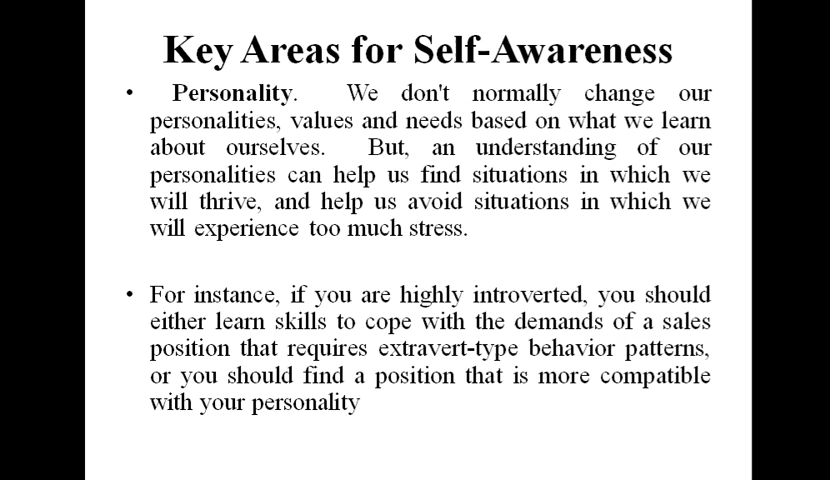 Key Areas for Self-Awareness
• Personality. We don't normally change our
personalities, values and needs based on what we learn
about ourselves. But, an understanding of our
personalities can help us find situations in which we
will thrive, and help us avoid situations in which we
will experience too much stress.
• For instance, if you are highly introverted, you should
either learn skills to cope with the demands of a sales
position that requires extravert-type behavior patterns,
or you should find a position that is more compatible
with your personality